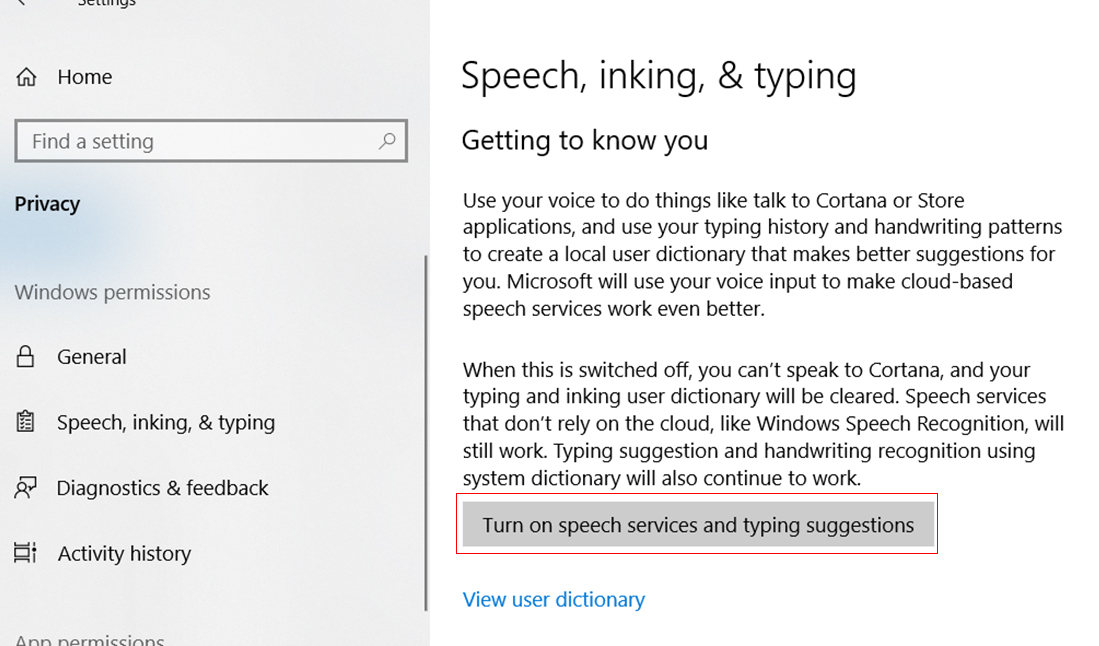 Settings
Home
Find a setting
Privacy
Windows permissions
General
Speech, inking, & typing
Diagnostics & feedback
Activity history
App permissions
Speech, inking, & typing
Getting to know you
Use your voice to do things like talk to Cortana or Store
applications, and use your typing history and handwriting patterns
to create a local user dictionary that makes better suggestions for
you. Microsoft will use your voice input to make cloud-based
speech services work even better.
When this is switched off, you can’t speak to Cortana, and your
typing and inking user dictionary will be cleared. Speech services
that don’t rely on the cloud, like Windows Speech Recognition, will
still work. Typing suggestion and handwriting recognition using
system dictionary will also continue to work.
Turn on speech services and typing suggestions
View user dictionary